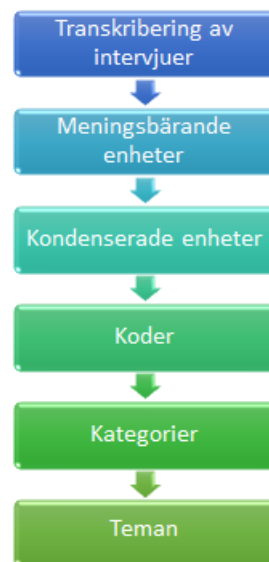 Transkribering av
intervjuer
Meningsbärande
enheter
Kondenserade enheter
Koder
Kategorier
Teman